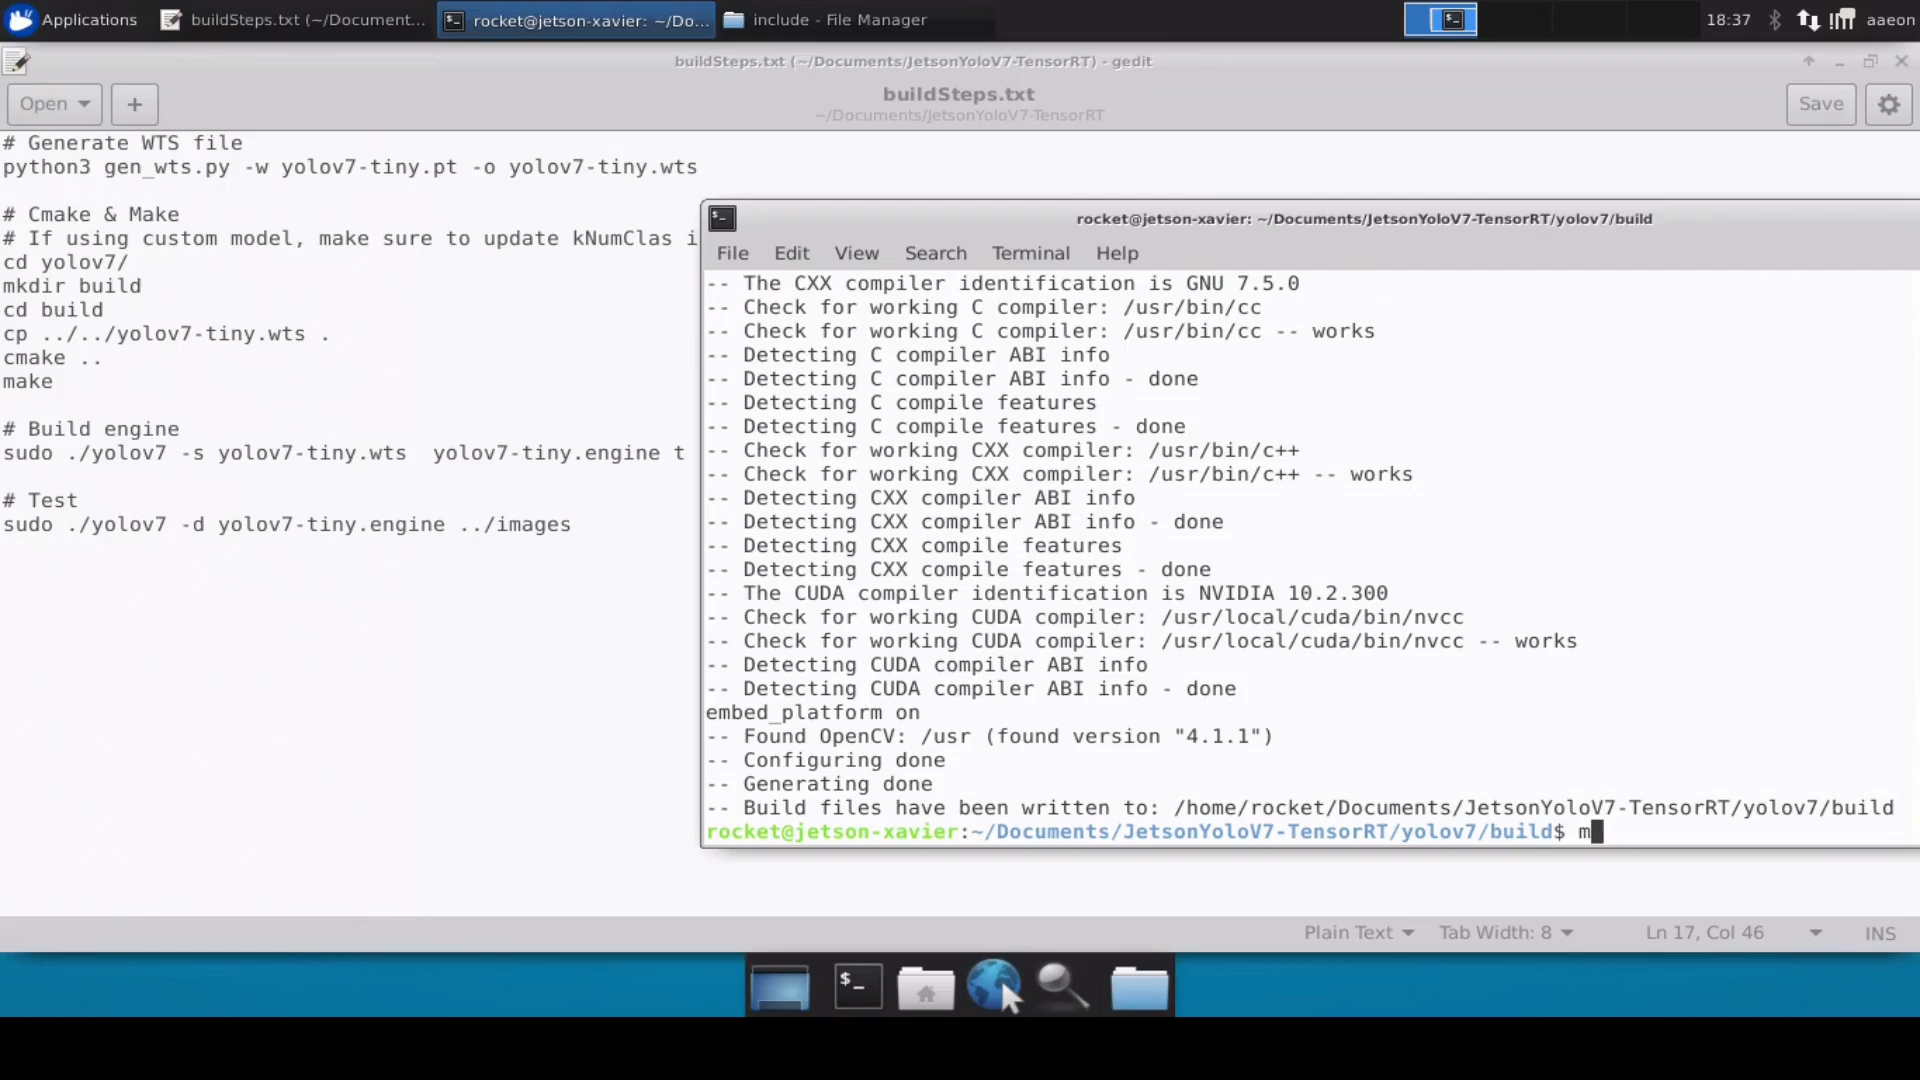 Applications
buildSteps.txt (~/Document...
rocket@jetson-xavier: ~/Do...
include - File Manager
18:37
aaeon
buildSteps.txt (~/Documents/JetsonYoloV7-TensorRT) - gedit
Open
+
buildSteps.txt
~/Documents/JetsonYoloV7-TensorRT
Save
# Generate WTS file
python3 gen_wts.py -w yolov7-tiny.pt -o yolov7-tiny.wts
# Cmake & Make
# If using custom model, make sure to update kNumClas i
cd yolov7/
mkdir build
cd build
cp ../../yolov7-tiny.wts .
cmake ..
make
# Build engine
sudo ./yolov7 -s yolov7-tiny.wts  yolov7-tiny.engine t
# Test
sudo ./yolov7 -d yolov7-tiny.engine ../images
rocket@jetson-xavier: ~/Documents/JetsonYoloV7-TensorRT/yolov7/build
File Edit View Search Terminal Help
-- The CXX compiler identification is GNU 7.5.0
-- Check for working C compiler: /usr/bin/cc
-- Check for working C compiler: /usr/bin/cc -- works
-- Detecting C compiler ABI info
-- Detecting C compiler ABI info - done
-- Detecting C compile features
-- Detecting C compile features - done
-- Check for working CXX compiler: /usr/bin/c++
-- Check for working CXX compiler: /usr/bin/c++ -- works
-- Detecting CXX compiler ABI info
-- Detecting CXX compiler ABI info - done
-- Detecting CXX compile features
-- Detecting CXX compile features - done
-- The CUDA compiler identification is NVIDIA 10.2.300
-- Check for working CUDA compiler: /usr/local/cuda/bin/nvcc
-- Check for working CUDA compiler: /usr/local/cuda/bin/nvcc -- works
-- Detecting CUDA compiler ABI info
-- Detecting CUDA compiler ABI info - done
embed_platform on
-- Found OpenCV: /usr (found version "4.1.1")
-- Configuring done
-- Generating done
-- Build files have been written to: /home/rocket/Documents/JetsonYoloV7-TensorRT/yolov7/build
rocket@jetson-xavier:~/Documents/JetsonYoloV7-TensorRT/yolov7/build$ m
Plain Text
Tab Width: 8
Ln 17, Col 46
INS
$_